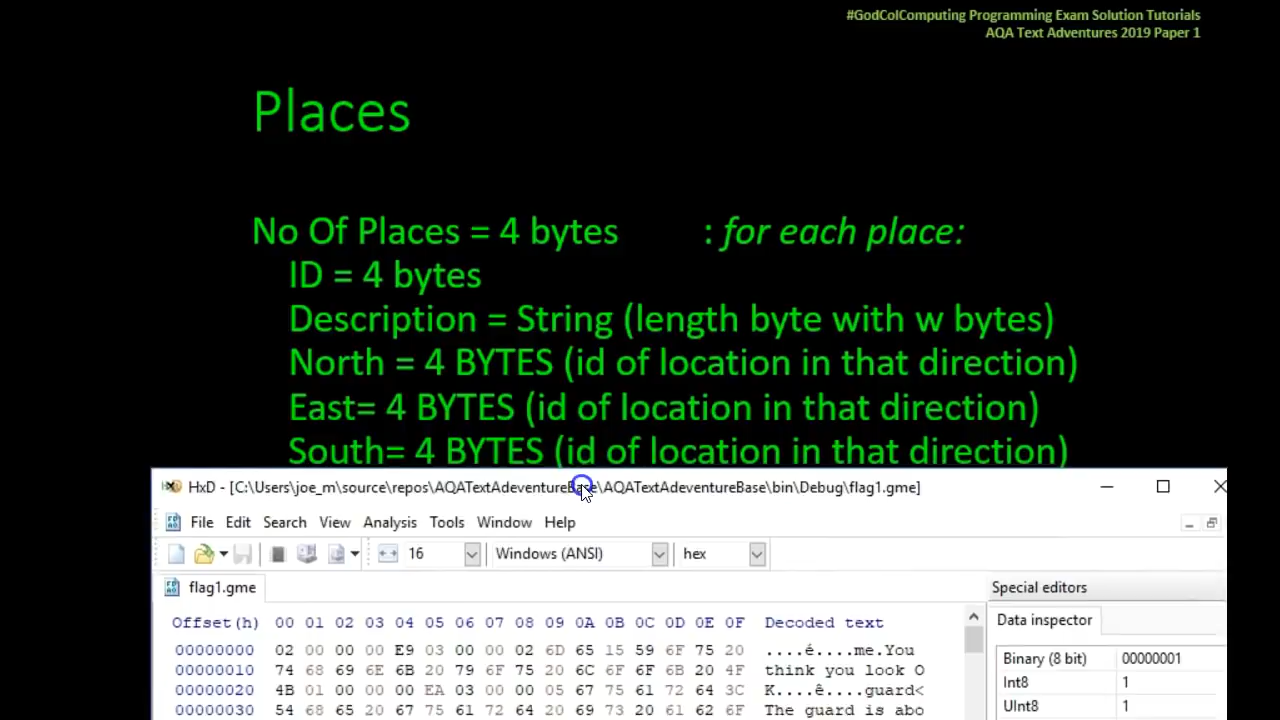 #GodColComputing Programming Exam Solution Tutorials
AQA Text Adventures 2019 Paper 1
Places
No Of Places = 4 bytes : for each place:
ID = 4 bytes
Description = String (length byte with w bytes)
North = 4 BYTES (id of location in that direction)
East= 4 BYTES (id of location in that direction)
South= 4 BYTES (id of location in that direction)
HxD - [C:\Users\joe_m\source\repos\AQATextAdeventureBase\AQATextAdeventureBase\bin\Debug\flag1.gme]
File Edit Search View Analysis Tools Window Help
16 Windows (ANSI) hex
flag1.gme Special editors
Offset(h) 00 01 02 03 04 05 06 07 08 09 0A 0B 0C 0D 0E 0F Decoded text Data inspector
00000000 02 00 00 00 E9 03 00 00 02 6D 65 15 59 6F 75 20 ....é....me.You
Binary (8 bit) 00000001
00000010 74 68 69 6E 6B 20 79 6F 75 20 6C 6F 6F 6B 20 4F think you look O
Int8 1
00000020 4B 01 00 00 00 EA 03 00 00 05 67 75 61 72 64 3C K....ê....guard<
UInt8 1
00000030 54 68 65 20 67 75 61 72 64 20 69 73 20 61 62 6F The guard is abo